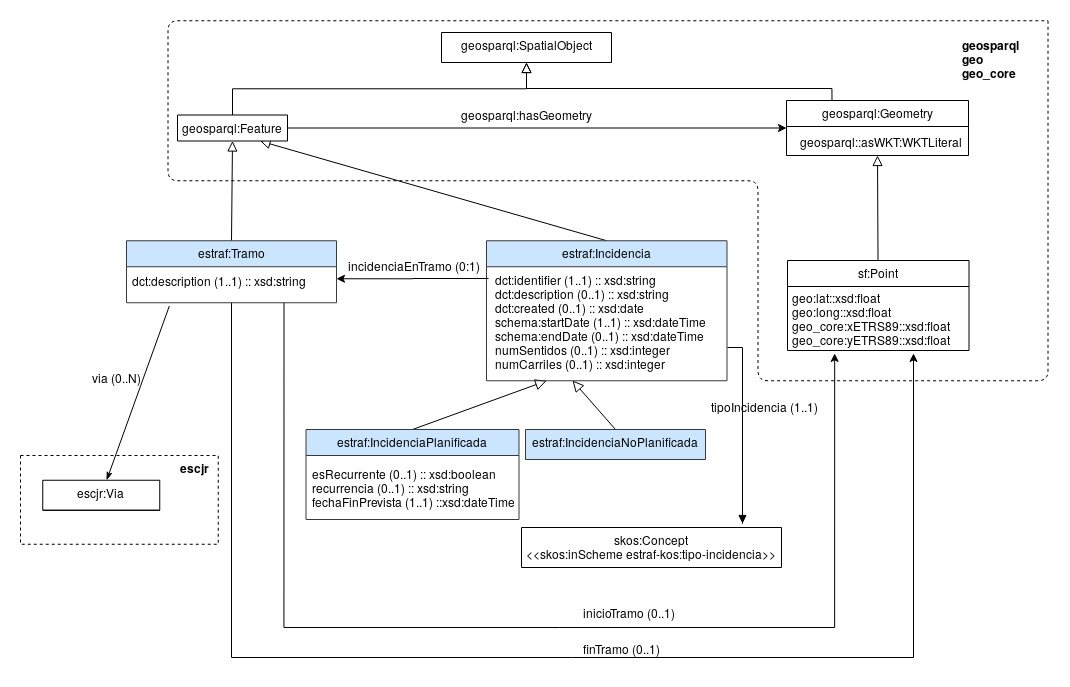 geosparql:SpatialObject
geosparql
geo
geo_core
geosparql:Feature
geosparql:hasGeometry
geosparql:Geometry
geosparql::asWKT:WKTLiteral
estraf:Tramo
dct:description (1..1) :: xsd:string
incidenciaEnTramo (0:1)
estraf:Incidencia
dct:identifier (1..1) :: xsd:string
dct:description (0..1) :: xsd:string
dct:created (0..1) :: xsd:date
schema:startDate (1..1) :: xsd:dateTime
schema:endDate (0..1) :: xsd:dateTime
numSentidos (0..1) :: xsd:integer
numCarriles (0..1) :: xsd:integer
sf:Point
geo:lat::xsd:float
geo:long::xsd:float
geo_core:xETRS89::xsd:float
geo_core:yETRS89::xsd:float
via (0..N)
tipoIncidencia (1..1)
estraf:IncidenciaPlanificada
esRecurrente (0..1) :: xsd:boolean
recurrencia (0..1) :: xsd:string
fechaFinPrevista (1..1) ::xsd:dateTime
estraf:IncidenciaNoPlanificada
escjr
escjr:Via
skos:Concept
<<skos:inScheme estraf-kos:tipo-incidencia>>
inicioTramo (0..1)
finTramo (0..1)